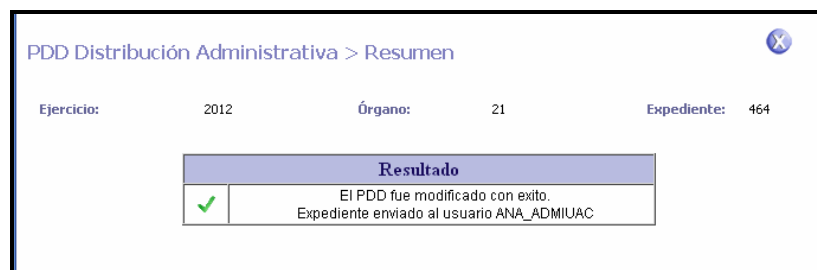 PDD Distribución Administrativa > Resumen
Ejercicio: 2012 Órgano: 21 Expediente: 464
Resultado
El PDD fue modificado con exito.
Expediente enviado al usuario ANA_ADMIUAC